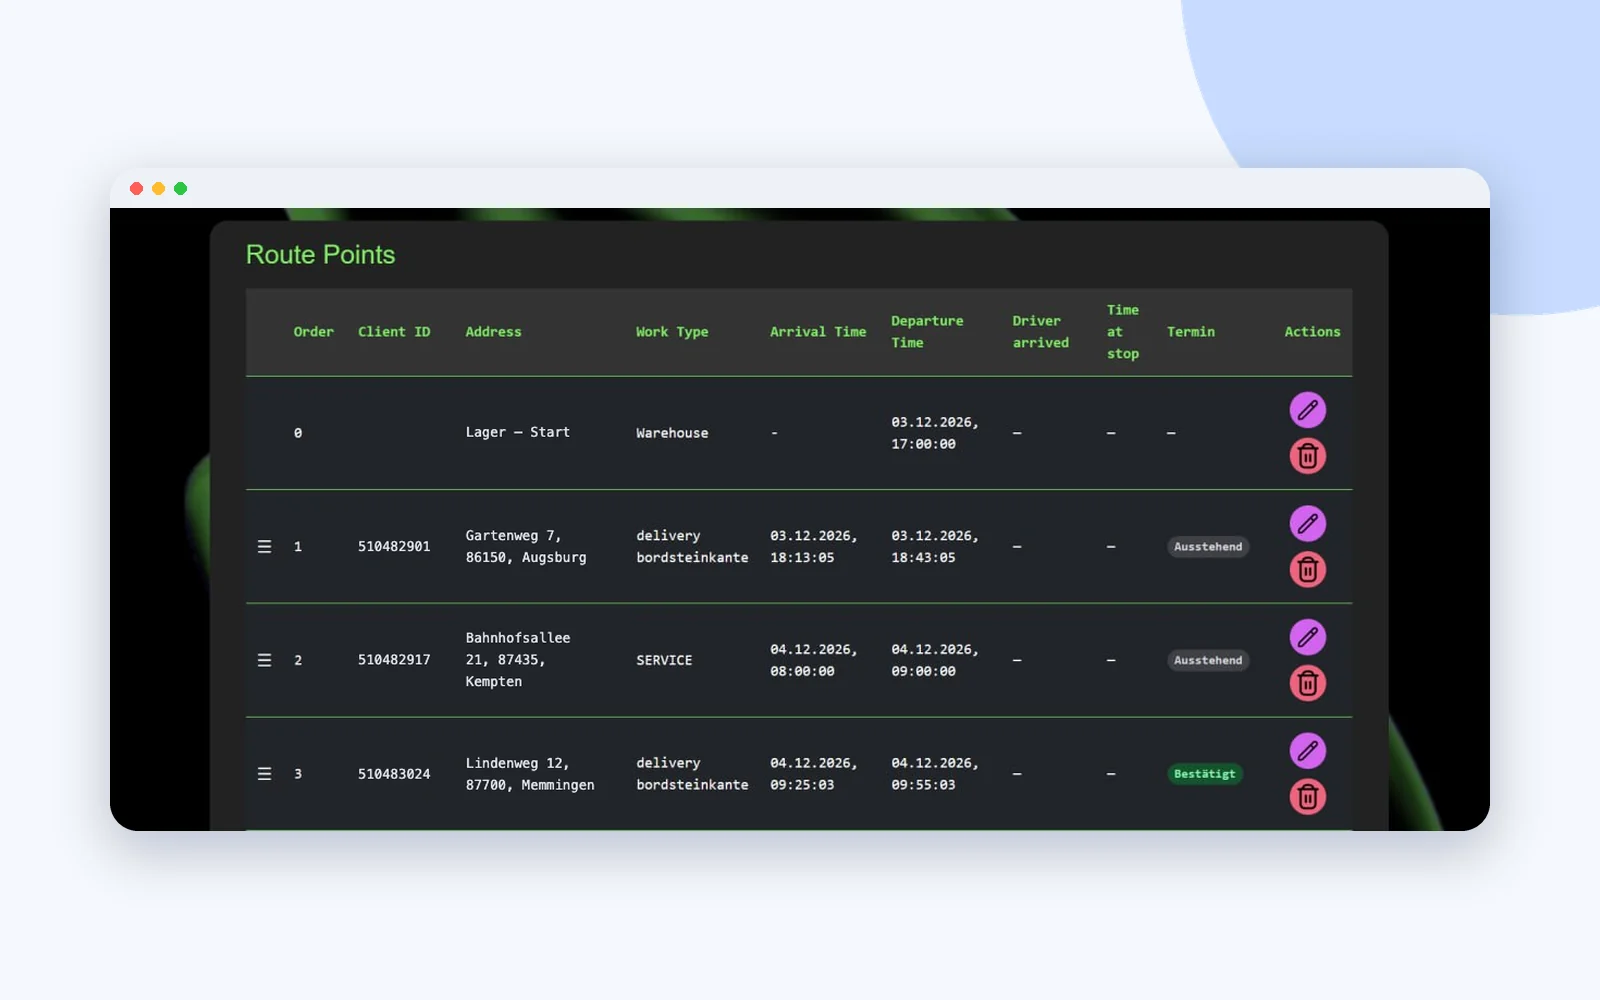 Route Points
Order Client ID Address Work Type Arrival Time Departure Time Driver arrived Time at stop Termin Actions
0 Lager — Start Warehouse - 03.12.2026, 17:00:00 — — —
1 510482901 Gartenweg 7, 86150, Augsburg delivery bordsteinkante 03.12.2026, 18:13:05 03.12.2026, 18:43:05 — — Ausstehend
2 510482917 Bahnhofsallee 21, 87435, Kempten SERVICE 04.12.2026, 08:00:00 04.12.2026, 09:00:00 — — Ausstehend
3 510483024 Lindenweg 12, 87700, Memmingen delivery bordsteinkante 04.12.2026, 09:25:03 04.12.2026, 09:55:03 — — Bestätigt